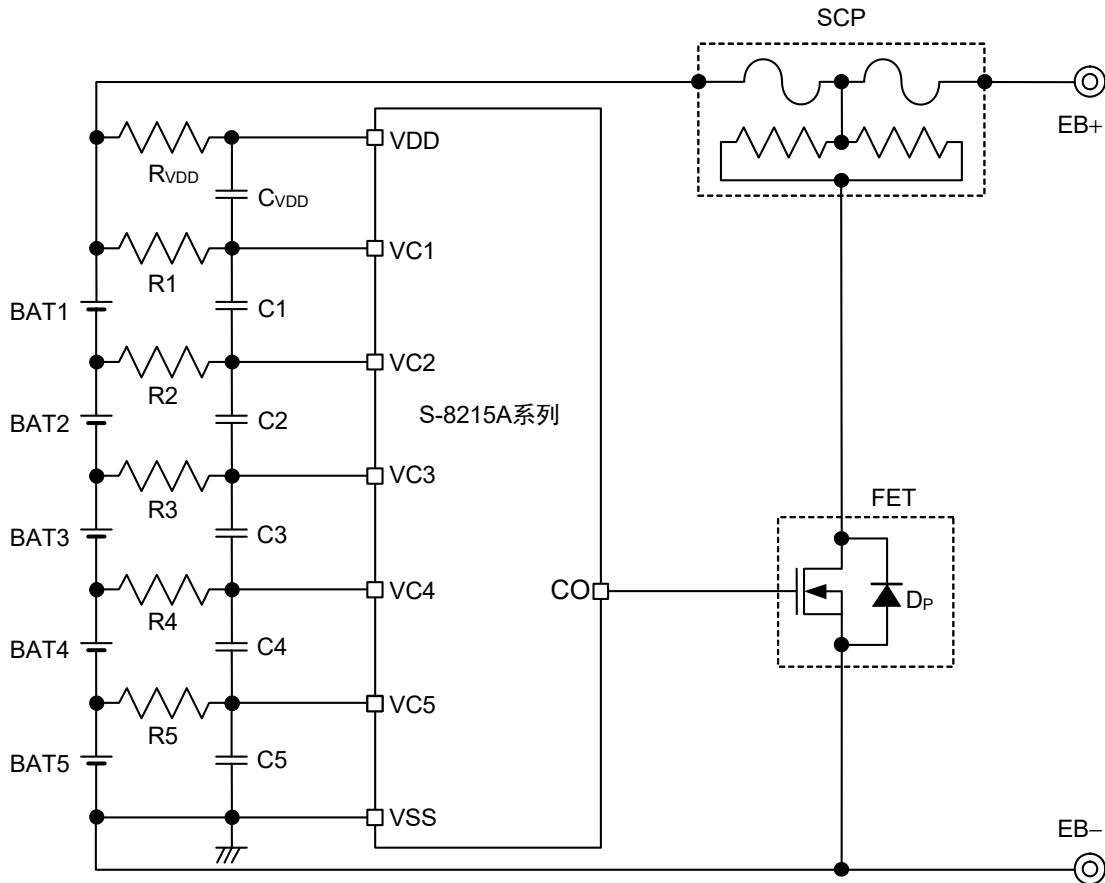 SCP
EB+
VDD
RVDD
CVDD
VC1
R1
BAT1
C1
VC2
R2
S-8215A系列
BAT2
C2
VC3
R3
FET
BAT3
C3
VC4
CO
DP
R4
BAT4
C4
VC5
R5
BAT5
C5
VSS
EB−